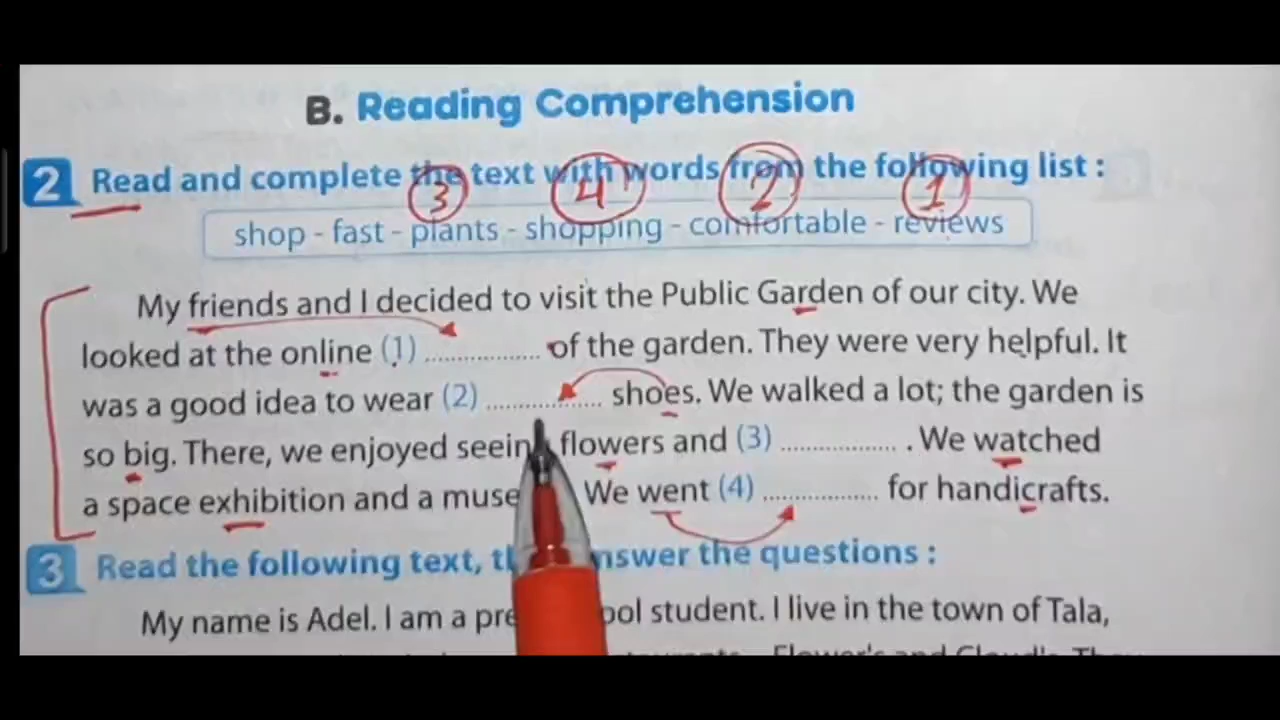 B. Reading Comprehension
2 Read and complete the text with words from the following list :
3 4 2 1
shop - fast - plants - shopping - comfortable - reviews
My friends and I decided to visit the Public Garden of our city. We
looked at the online (1) .................. of the garden. They were very helpful. It
was a good idea to wear (2) .................. shoes. We walked a lot; the garden is
so big. There, we enjoyed seein flowers and (3) .................. . We watched
a space exhibition and a muse We went (4) .................. for handicrafts.
3 Read the following text, nswer the questions :
My name is Adel. I am a pre ool student. I live in the town of Tala,
Flower's and Cloud's. They